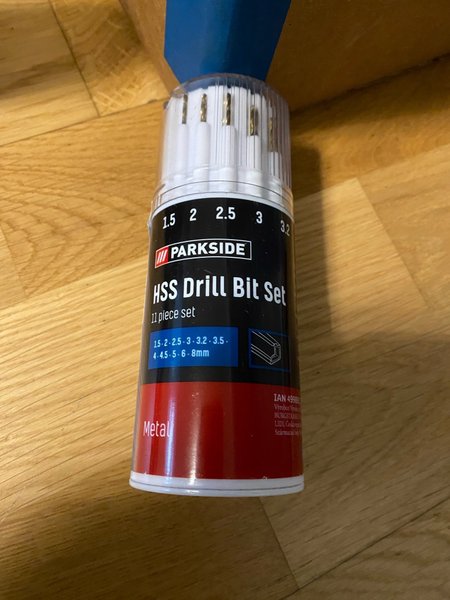 1.5 2 2.5 3 3.2
PARKSIDE
HSS Drill Bit Set
11 piece set
1.5 - 2 - 2.5 - 3 - 3.2 - 3.5 -
4 - 4.5 - 5 - 6 - 8mm
Metal
IAN